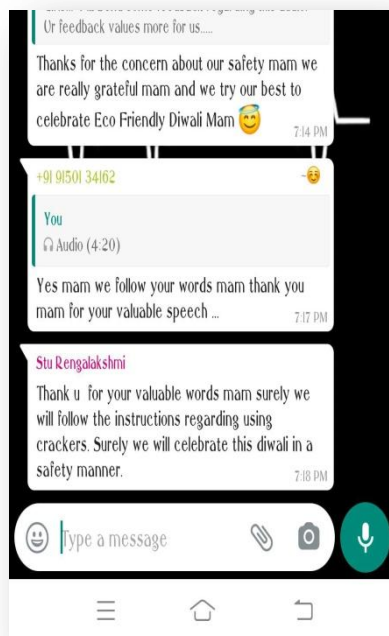 Ur feedback values more for us.....
Thanks for the concern about our safety mam we
are really grateful mam and we try our best to
celebrate Eco Friendly Diwali Mam 😇
7:14 PM
+91 91501 34162 ~😊
You
🎧 Audio (4:20)
Yes mam we follow your words mam thank you
mam for your valuable speech ...
7:17 PM
Stu Rengalakshmi
Thank u for your valuable words mam surely we
will follow the instructions regarding using
crackers. Surely we will celebrate this diwali in a
safety manner.
7:18 PM
Type a message